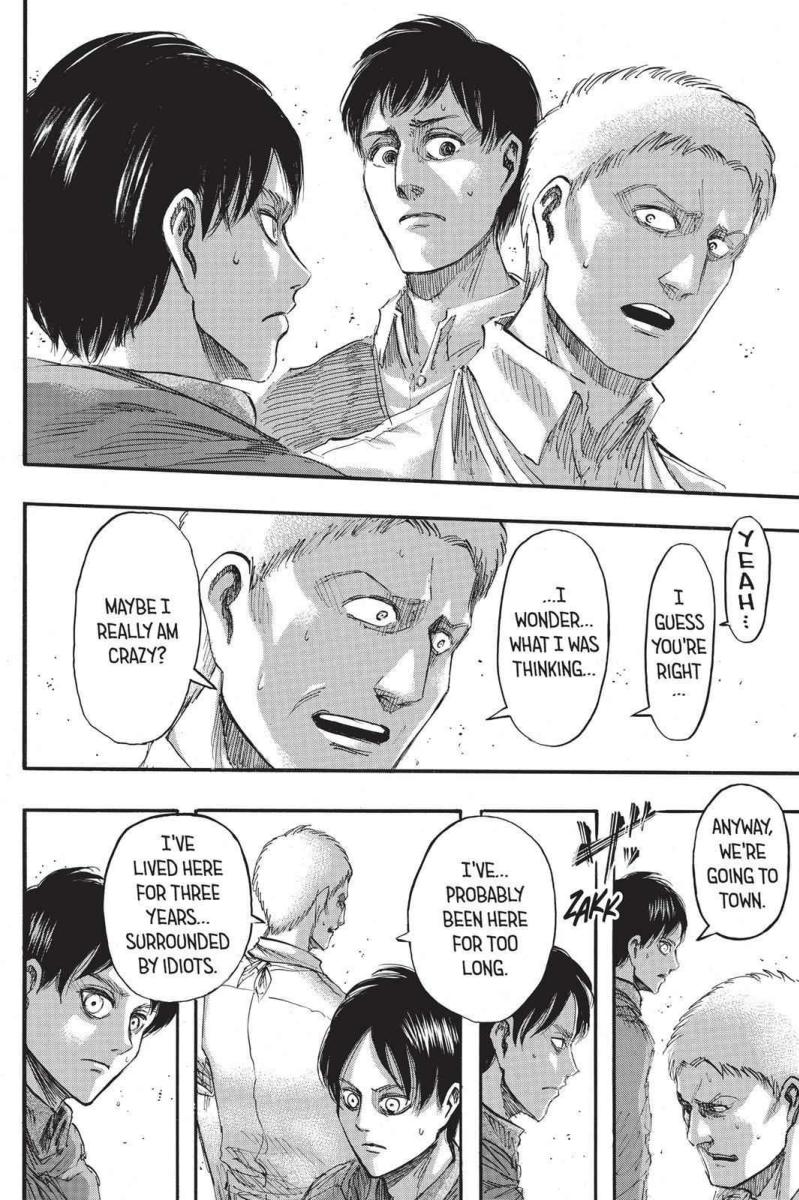 YEAH...
I
GUESS
YOU'RE
RIGHT
...
...I
WONDER...
WHAT I WAS
THINKING...
MAYBE I
REALLY AM
CRAZY?
ANYWAY,
WE'RE
GOING TO
TOWN.
ZAKK
I'VE...
PROBABLY
BEEN HERE
FOR TOO
LONG.
I'VE
LIVED HERE
FOR THREE
YEARS...
SURROUNDED
BY IDIOTS.